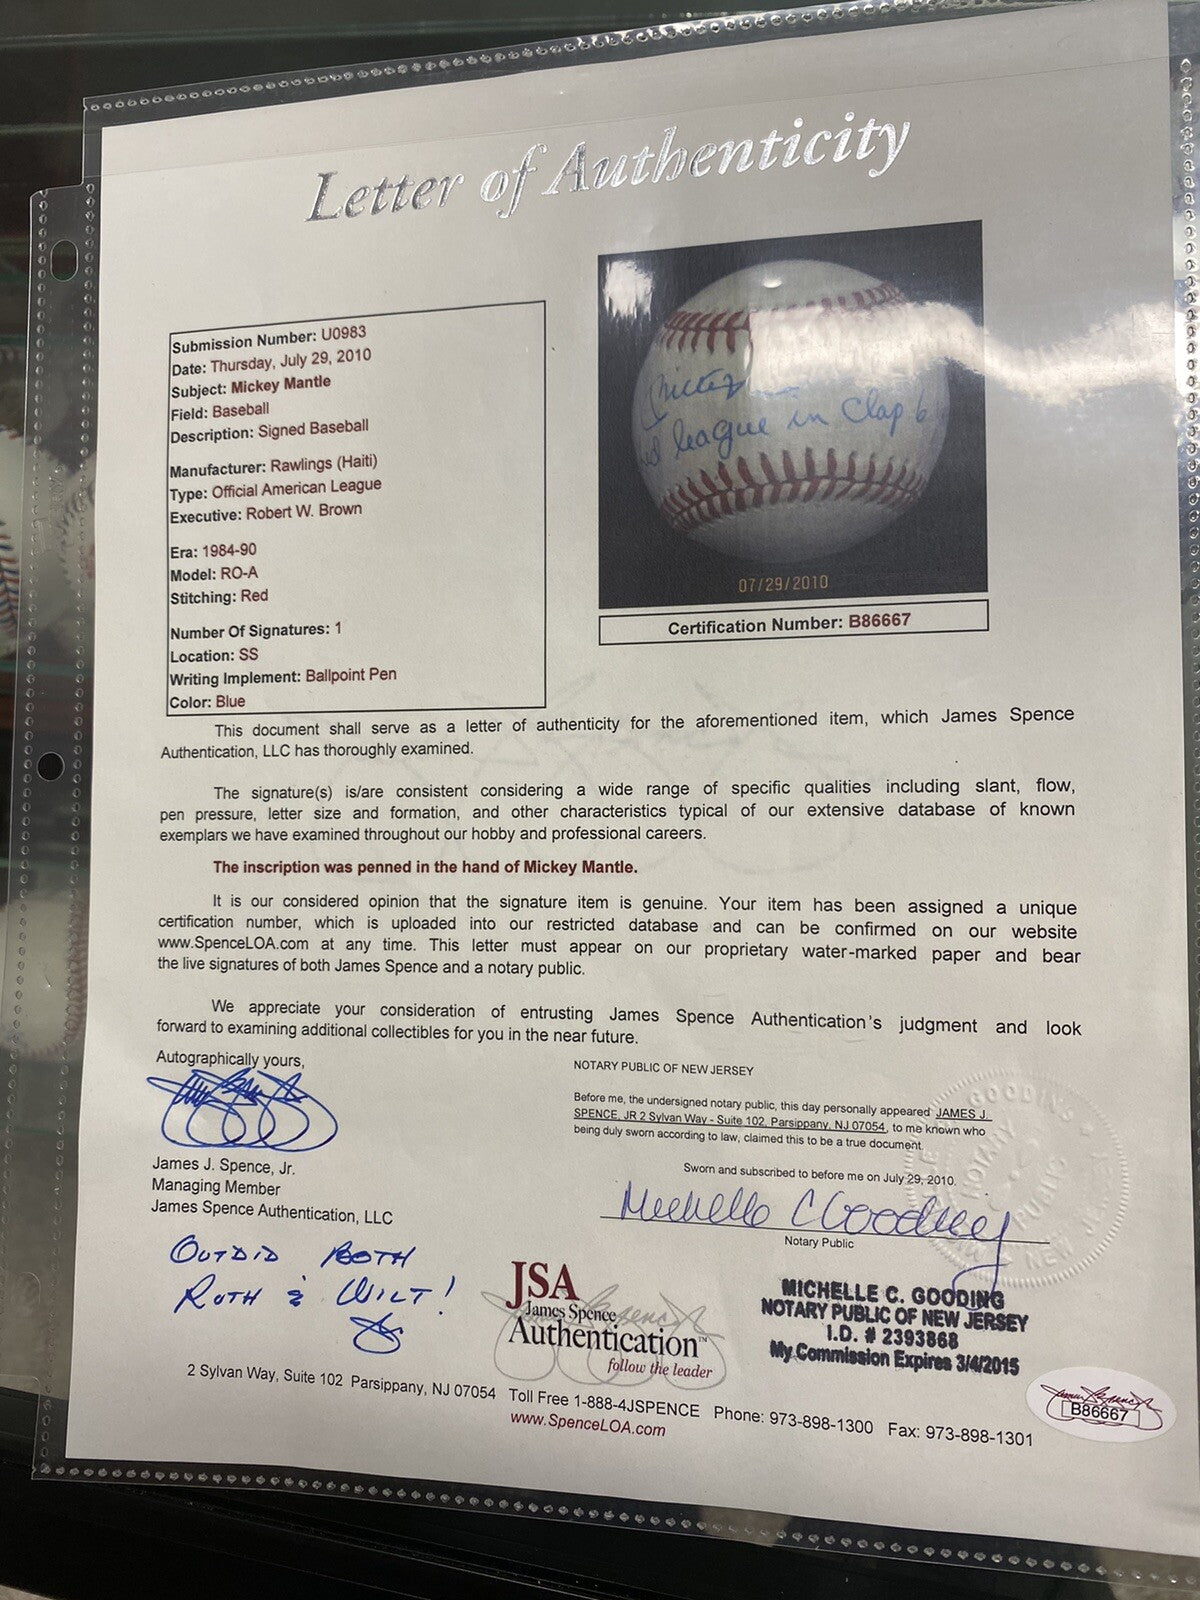 Letter of Authenticity
Submission Number: U0983
Date: Thursday, July 29, 2010
Subject: Mickey Mantle
Field: Baseball
Description: Signed Baseball
Manufacturer: Rawlings (Haiti)
Type: Official American League
Executive: Robert W. Brown
Era: 1984-90
Model: RO-A
Stitching: Red
Number Of Signatures: 1
Location: SS
Writing Implement: Ballpoint Pen
Color: Blue
Mickey
league in Clap
07/29/2010
Certification Number: B86667
This document shall serve as a letter of authenticity for the aforementioned item, which James Spence
Authentication, LLC has thoroughly examined.
The signature(s) is/are consistent considering a wide range of specific qualities including slant, flow,
pen pressure, letter size and formation, and other characteristics typical of our extensive database of known
exemplars we have examined throughout our hobby and professional careers.
The inscription was penned in the hand of Mickey Mantle.
It is our considered opinion that the signature item is genuine. Your item has been assigned a unique
certification number, which is uploaded into our restricted database and can be confirmed on our website
www.SpenceLOA.com at any time. This letter must appear on our proprietary water-marked paper and bear
the live signatures of both James Spence and a notary public.
We appreciate your consideration of entrusting James Spence Authentication's judgment and look
forward to examining additional collectibles for you in the near future.
Autographically yours,
James J. Spence, Jr.
Managing Member
James Spence Authentication, LLC
OUTDID BOTH
RUTH & WILT!
NOTARY PUBLIC OF NEW JERSEY
Before me, the undersigned notary public, this day personally appeared JAMES J.
SPENCE, JR 2 Sylvan Way - Suite 102, Parsippany, NJ 07054, to me known who
being duly sworn according to law, claimed this to be a true document.
Sworn and subscribed to before me on July 29, 2010.
Michelle C Gooding
Notary Public
MICHELLE C. GOODING
NOTARY PUBLIC OF NEW JERSEY
I.D. # 2393868
My Commission Expires 3/4/2015
JSA
James Spence
Authentication™
follow the leader
2 Sylvan Way, Suite 102 Parsippany, NJ 07054 Toll Free 1-888-4JSPENCE Phone: 973-898-1300 Fax: 973-898-1301
www.SpenceLOA.com
B86667